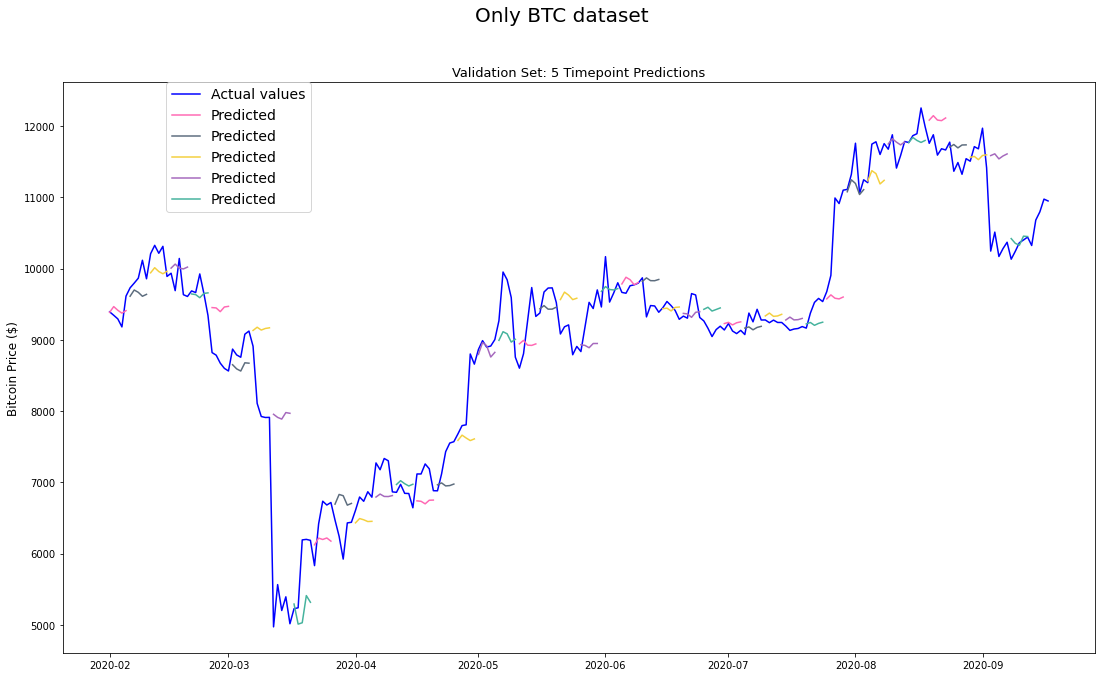 Only BTC dataset
Validation Set: 5 Timepoint Predictions
Actual values
Predicted
Predicted
Predicted
Predicted
Predicted
Bitcoin Price ($)
12000
11000
10000
9000
8000
7000
6000
5000
2020-02 2020-03 2020-04 2020-05 2020-06 2020-07 2020-08 2020-09